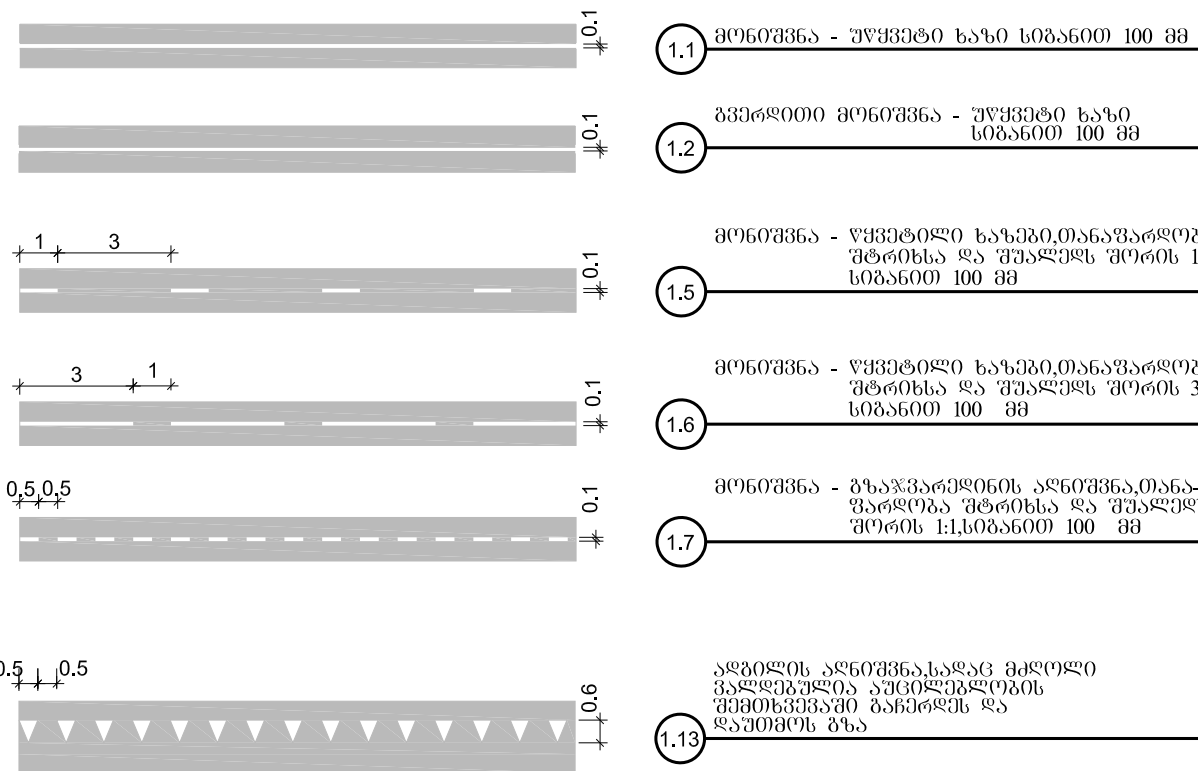 0.1
1.1
მონიშვნა - უწყვეტი ხაზი სიგანით 100 მმ
0.1
1.2
გვერდითი მონიშვნა - უწყვეტი ხაზი
სიგანით 100 მმ
1 3
0.1
1.5
მონიშვნა - წყვეტილი ხაზები,თანაფარდობ
შტრიხსა და შუალედს შორის 1
სიგანით 100 მმ
3 1
0.1
1.6
მონიშვნა - წყვეტილი ხაზები,თანაფარდობ
შტრიხსა და შუალედს შორის 3
სიგანით 100 მმ
0.5 0.5
0.1
1.7
მონიშვნა - გზაჯვარედინის აღნიშვნა,თანა-
ფარდობა შტრიხსა და შუალედ
შორის 1:1,სიგანით 100 მმ
0.5 0.5
0.6
1.13
ადგილის აღნიშვნა,სადაც მძღოლი
ვალდებულია აუცილებლობის
შემთხვევაში გაჩერდეს და
დაუთმოს გზა